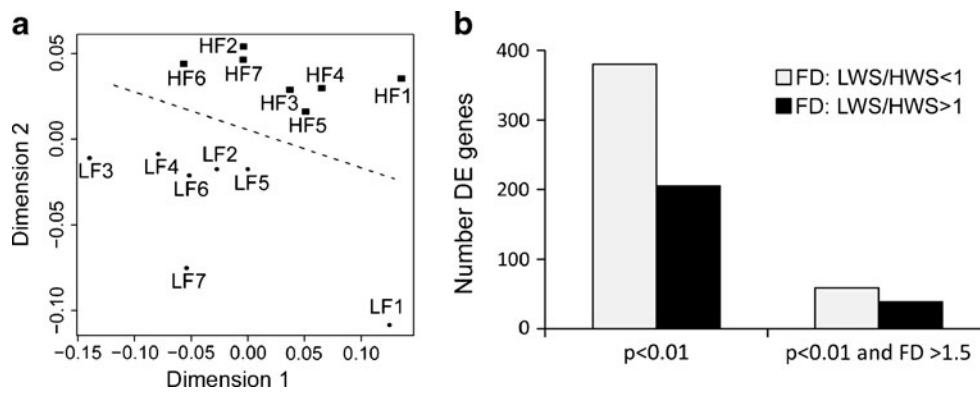 a
Dimension 2
0.05
0.00
−0.05
−0.10
HF2
HF6
HF7
HF4
HF3
HF1
HF5
LF3
LF4
LF2
LF6
LF5
LF7
LF1
−0.15 −0.10 −0.05 0.00 0.05 0.10
Dimension 1
b
Number DE genes
400
300
200
100
0
FD: LWS/HWS<1
FD: LWS/HWS>1
p<0.01
p<0.01 and FD >1.5